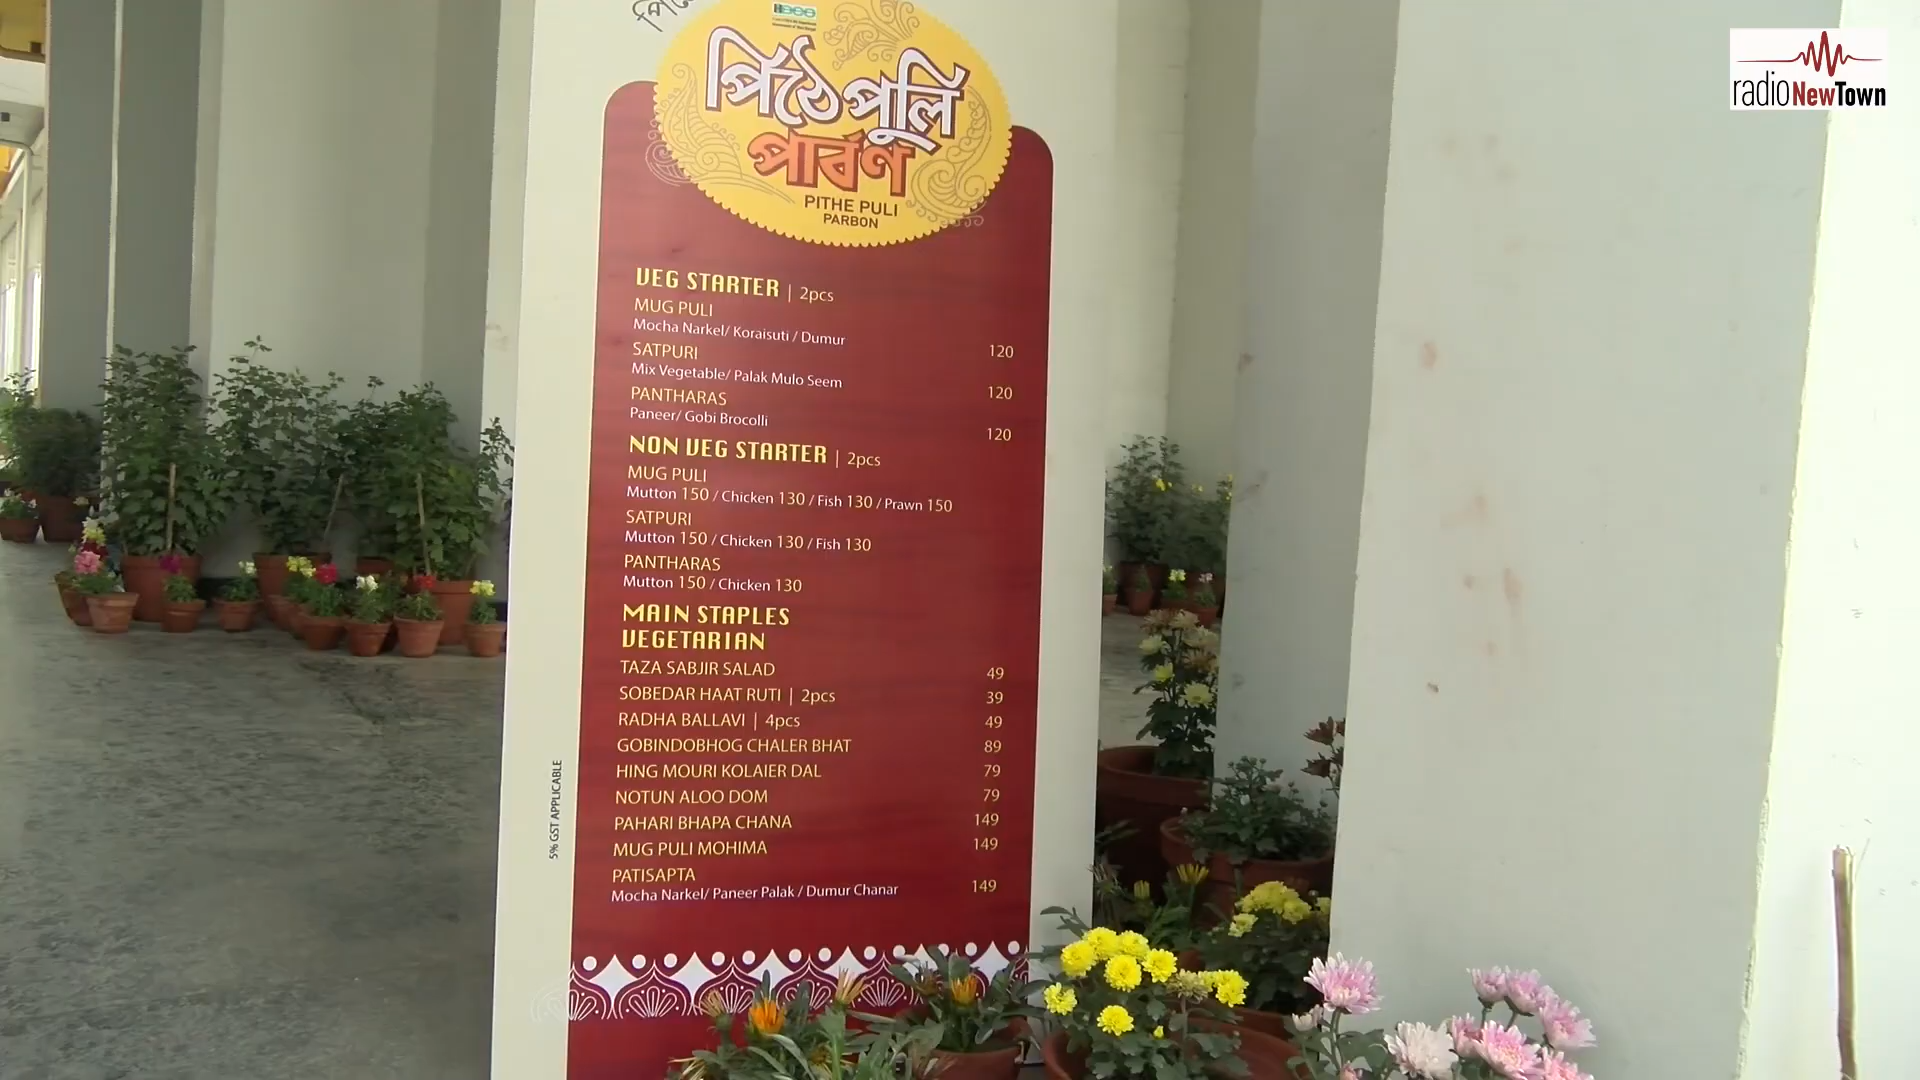 radio NewTown
পিঠে পুলি
পার্বণ
PITHE PULI
PARBON
VEG STARTER | 2pcs
MUG PULI
Mocha Narkel/ Koraisuti / Dumur 120
SATPURI
Mix Vegetable/ Palak Mulo Seem 120
PANTHARAS
Paneer/ Gobi Brocolli 120
NON VEG STARTER | 2pcs
MUG PULI
Mutton 150 / Chicken 130 / Fish 130 / Prawn 150
SATPURI
Mutton 150 / Chicken 130 / Fish 130
PANTHARAS
Mutton 150 / Chicken 130
MAIN STAPLES
VEGETARIAN
TAZA SABJIR SALAD 49
SOBEDAR HAAT RUTI | 2pcs 39
RADHA BALLAVI | 4pcs 49
GOBINDOBHOG CHALER BHAT 89
HING MOURI KOLAIER DAL 79
NOTUN ALOO DOM 79
PAHARI BHAPA CHANA 149
MUG PULI MOHIMA 149
PATISAPTA
Mocha Narkel/ Paneer Palak / Dumur Chanar 149
5% GST APPLICABLE